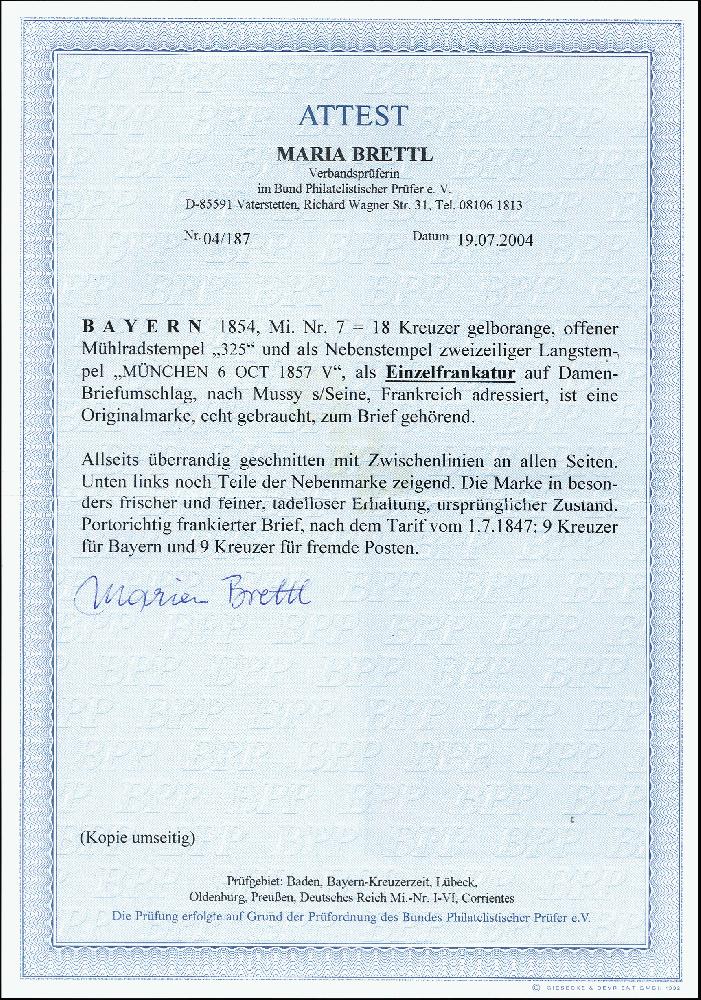 ATTEST
MARIA BRETTL
Verbandsprüferin
im Bund Philatelistischer Prüfer e. V.
D-85591 Vaterstetten, Richard Wagner Str. 31, Tel. 08106 1813
Nr. 04/187 Datum 19.07.2004
B A Y E R N 1854, Mi. Nr. 7 = 18 Kreuzer gelborange, offener
Mühlradstempel „325“ und als Nebenstempel zweizeiliger Langstem-
pel „MÜNCHEN 6 OCT 1857 V“, als Einzelfrankatur auf Damen-
Briefumschlag, nach Mussy s/Seine, Frankreich adressiert, ist eine
Originalmarke, echt gebraucht, zum Brief gehörend.
Allseits überrandig geschnitten mit Zwischenlinien an allen Seiten.
Unten links noch Teile der Nebenmarke zeigend. Die Marke in beson-
ders frischer und feiner, tadelloser Erhaltung, ursprünglicher Zustand.
Portorichtig frankierter Brief, nach dem Tarif vom 1.7.1847: 9 Kreuzer
für Bayern und 9 Kreuzer für fremde Posten.
Maria Brettl
(Kopie umseitig)
Prüfgebiet: Baden, Bayern-Kreuzerzeit, Lübeck,
Oldenburg, Preußen, Deutsches Reich Mi.-Nr. I-VI, Corrientes
Die Prüfung erfolgte auf Grund der Prüfordnung des Bundes Philatelistischer Prüfer e.V.
© GIESECKE & DEVRIENT GMBH 1992